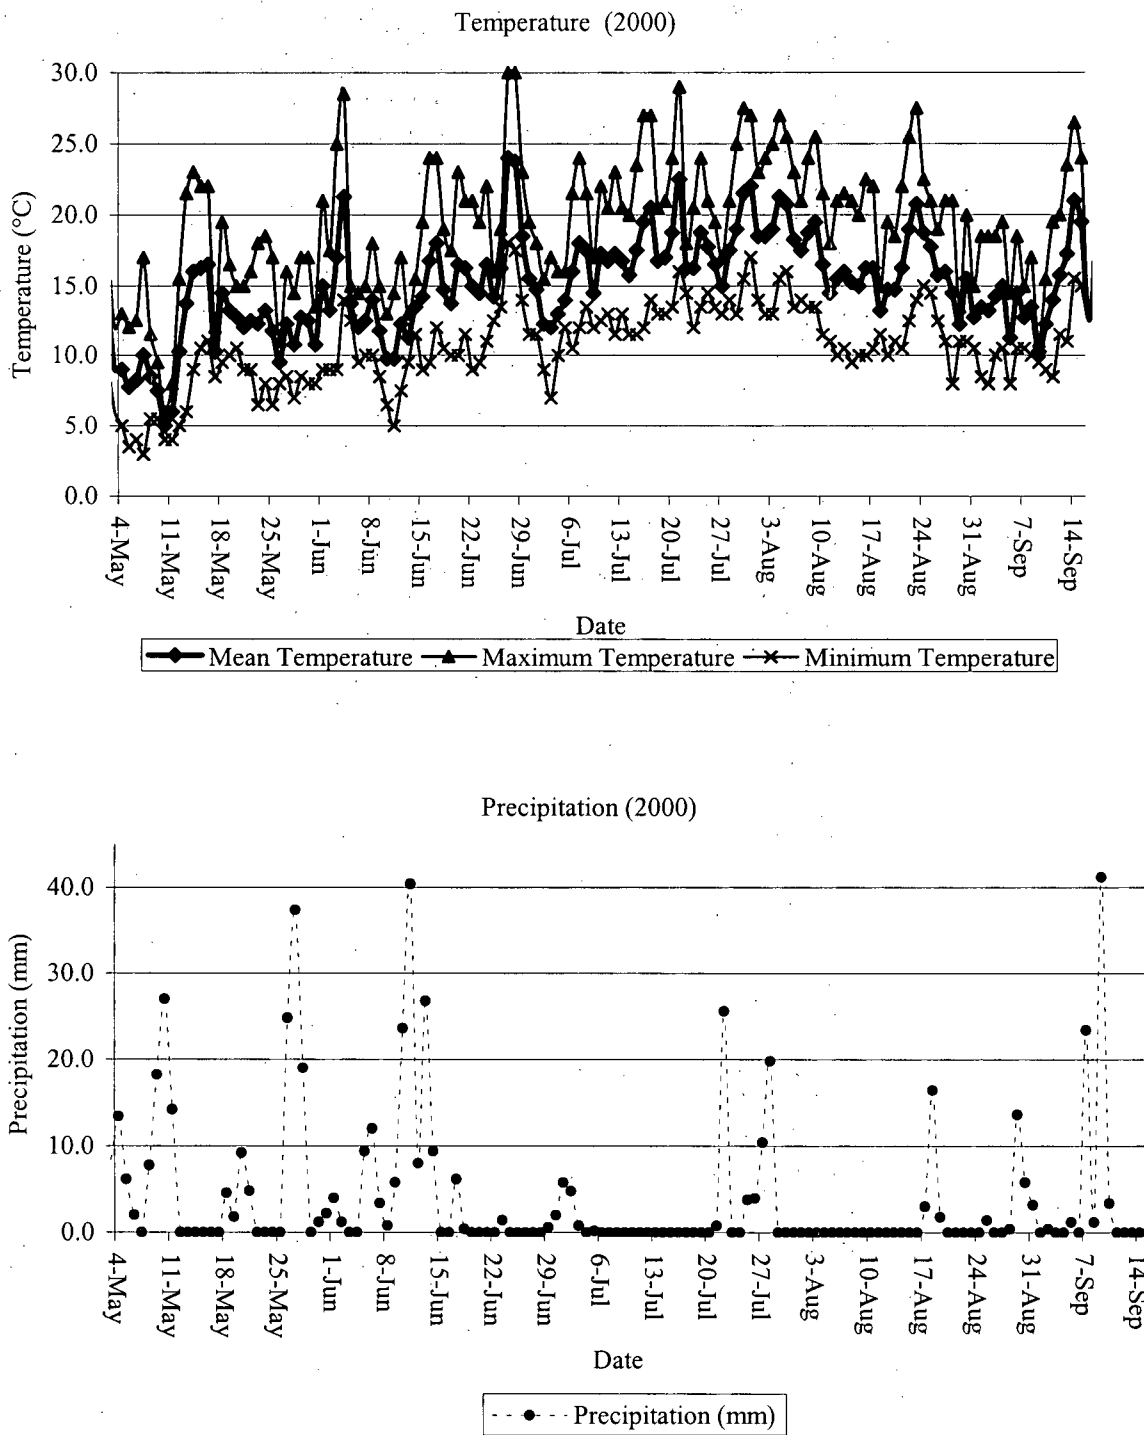 Temperature (2000)
30.0
25.0
20.0
15.0
10.0
5.0
0.0
Temperature (°C)
4-May
11-May
18-May
25-May
1-Jun
8-Jun
15-Jun
22-Jun
29-Jun
6-Jul
13-Jul
20-Jul
27-Jul
3-Aug
10-Aug
17-Aug
24-Aug
31-Aug
7-Sep
14-Sep
Date
Mean Temperature Maximum Temperature Minimum Temperature
Precipitation (2000)
40.0
30.0
20.0
10.0
0.0
Precipitation (mm)
4-May
11-May
18-May
25-May
1-Jun
8-Jun
15-Jun
22-Jun
29-Jun
6-Jul
13-Jul
20-Jul
27-Jul
3-Aug
10-Aug
17-Aug
24-Aug
31-Aug
7-Sep
14-Sep
Date
Precipitation (mm)